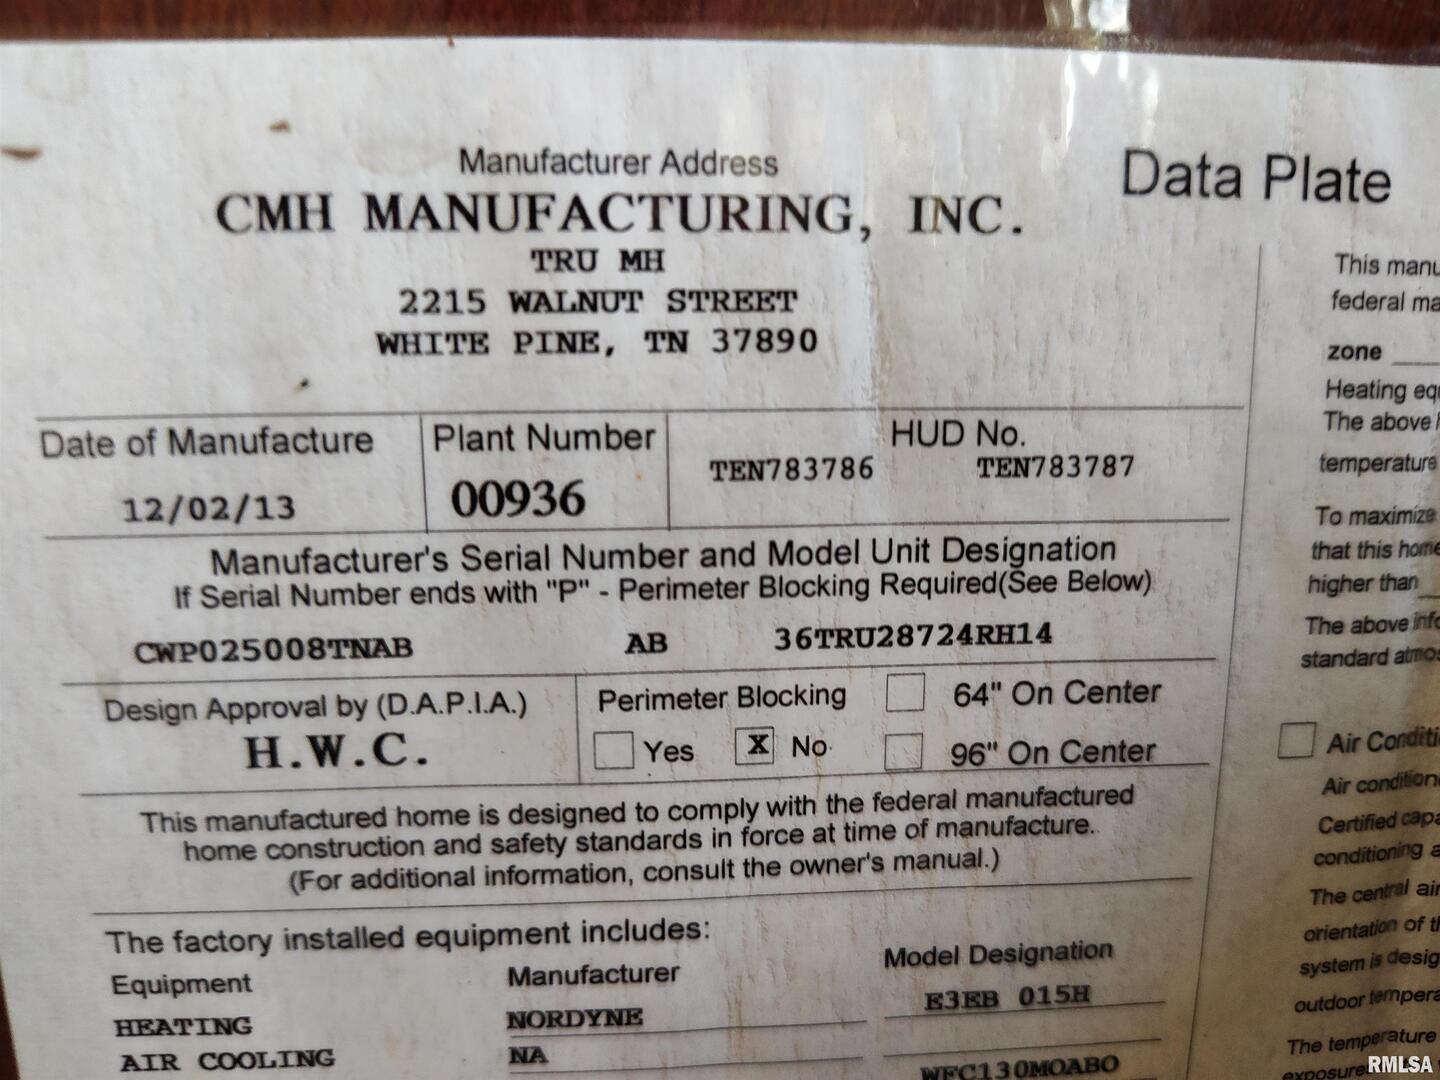 Manufacturer Address
CMH MANUFACTURING, INC.
TRU MH
2215 WALNUT STREET
WHITE PINE, TN 37890
Data Plate
Date of Manufacture
12/02/13
Plant Number
00936
HUD No.
TEN783786 TEN783787
Manufacturer's Serial Number and Model Unit Designation
If Serial Number ends with "P" - Perimeter Blocking Required(See Below)
CWP025008TNAB AB 36TRU28724RH14
Design Approval by (D.A.P.I.A.)
H.W.C.
Perimeter Blocking
Yes X No
64" On Center
96" On Center
This manufactured home is designed to comply with the federal manufactured
home construction and safety standards in force at time of manufacture.
(For additional information, consult the owner's manual.)
The factory installed equipment includes:
Equipment Manufacturer Model Designation
HEATING NORDYNE E3EB 015H
AIR COOLING NA
WFC130MOABO
This manu
federal ma
zone
Heating eq
The above
temperature
To maximize
that this home
higher than
The above info
standard atmos
Air Conditi
Air condition
Certified capa
conditioning a
The central air
orientation of t
system is desig
outdoor tempera
The temperature
exposure
RMLSA